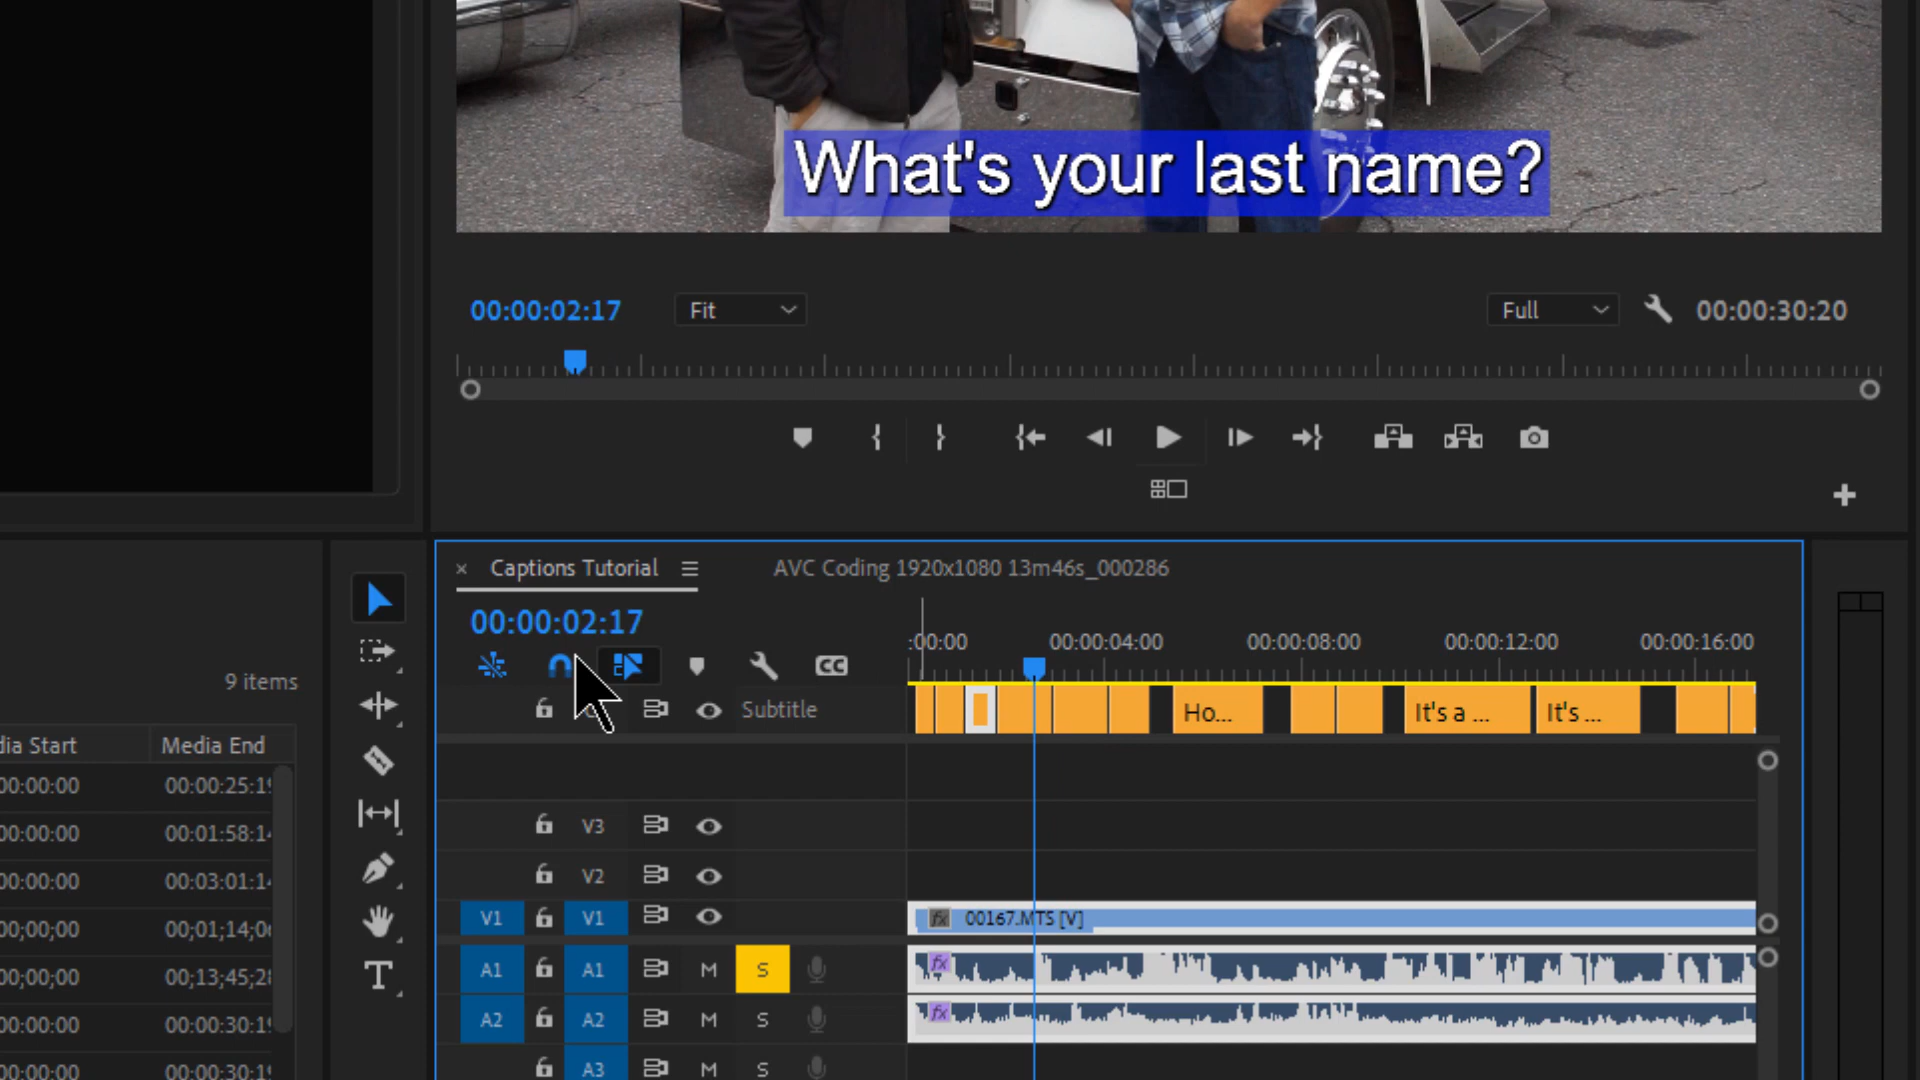 What's your last name?
00:00:02:17 Fit Full 00:00:30:20
Captions Tutorial AVC Coding 1920x1080 13m46s_000286
00:00:02:17
:00:00 00:00:04:00 00:00:08:00 00:00:12:00 00:00:16:00
CC
9 items
Subtitle Ho... It's a ... It's ...
dia Start Media End
00:00:00 00:00:25:1
00:00:00 00:01:58:1
V3
00:00:00 00:03:01:1
V2
V1 V1 fx 00167.MTS [V]
00;00;00 00;01;14;0
A1 A1 M S fx
00;00;00 00;13;45;2
A2 A2 M S fx
00:00:00 00:00:30:1
A3 M S
00:00:00 00:00:30:1
T